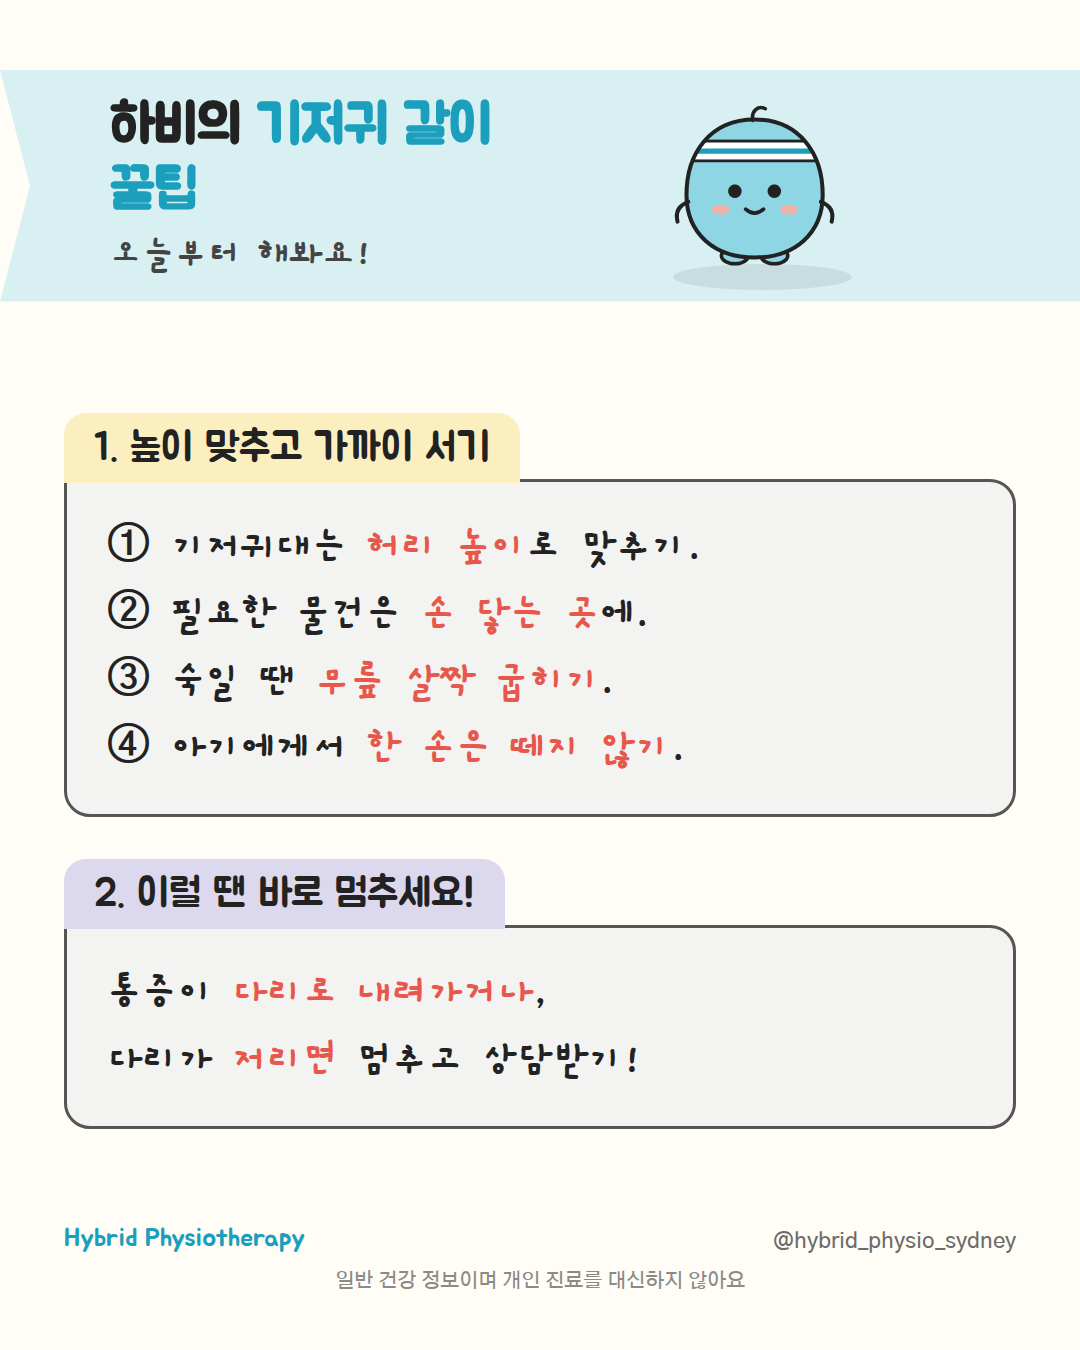 하비의 기저귀 갈이
꿀팁
오늘부터 해봐요!
1. 높이 맞추고 가까이 서기
① 기저귀대는 허리 높이로 맞추기.
② 필요한 물건은 손 닿는 곳에.
③ 숙일 땐 무릎 살짝 굽히기.
④ 아기에게서 한 손은 떼지 않기.
2. 이럴 땐 바로 멈추세요!
통증이 다리로 내려가거나,
다리가 저리면 멈추고 상담받기!
Hybrid Physiotherapy
@hybrid_physio_sydney
일반 건강 정보이며 개인 진료를 대신하지 않아요